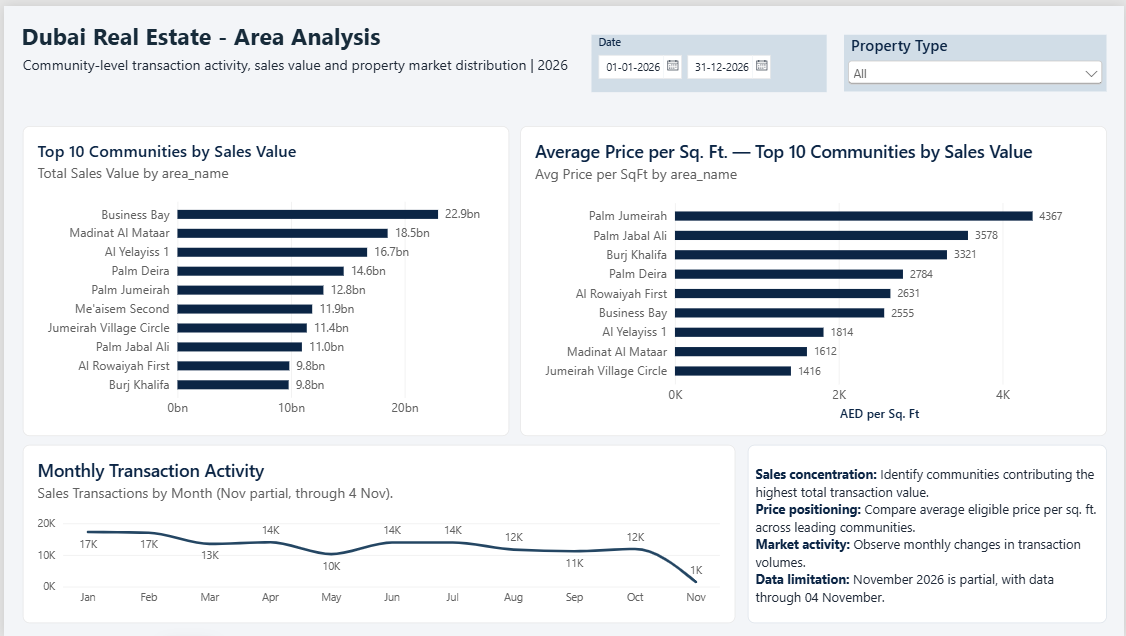 Dubai Real Estate - Area Analysis
Community-level transaction activity, sales value and property market distribution | 2026
Date
01-01-2026
31-12-2026
Property Type
All
Top 10 Communities by Sales Value
Total Sales Value by area_name
Business Bay 22.9bn
Madinat Al Mataar 18.5bn
Al Yelayiss 1 16.7bn
Palm Deira 14.6bn
Palm Jumeirah 12.8bn
Me'aisem Second 11.9bn
Jumeirah Village Circle 11.4bn
Palm Jabal Ali 11.0bn
Al Rowaiyah First 9.8bn
Burj Khalifa 9.8bn
0bn 10bn 20bn
Average Price per Sq. Ft. — Top 10 Communities by Sales Value
Avg Price per SqFt by area_name
Palm Jumeirah 4367
Palm Jabal Ali 3578
Burj Khalifa 3321
Palm Deira 2784
Al Rowaiyah First 2631
Business Bay 2555
Al Yelayiss 1 1814
Madinat Al Mataar 1612
Jumeirah Village Circle 1416
0K 2K 4K
AED per Sq. Ft
Monthly Transaction Activity
Sales Transactions by Month (Nov partial, through 4 Nov).
20K
10K
0K
17K 17K 13K 14K 10K 14K 14K 12K 11K 12K 1K
Jan Feb Mar Apr May Jun Jul Aug Sep Oct Nov
Sales concentration: Identify communities contributing the
highest total transaction value.
Price positioning: Compare average eligible price per sq. ft.
across leading communities.
Market activity: Observe monthly changes in transaction
volumes.
Data limitation: November 2026 is partial, with data
through 04 November.